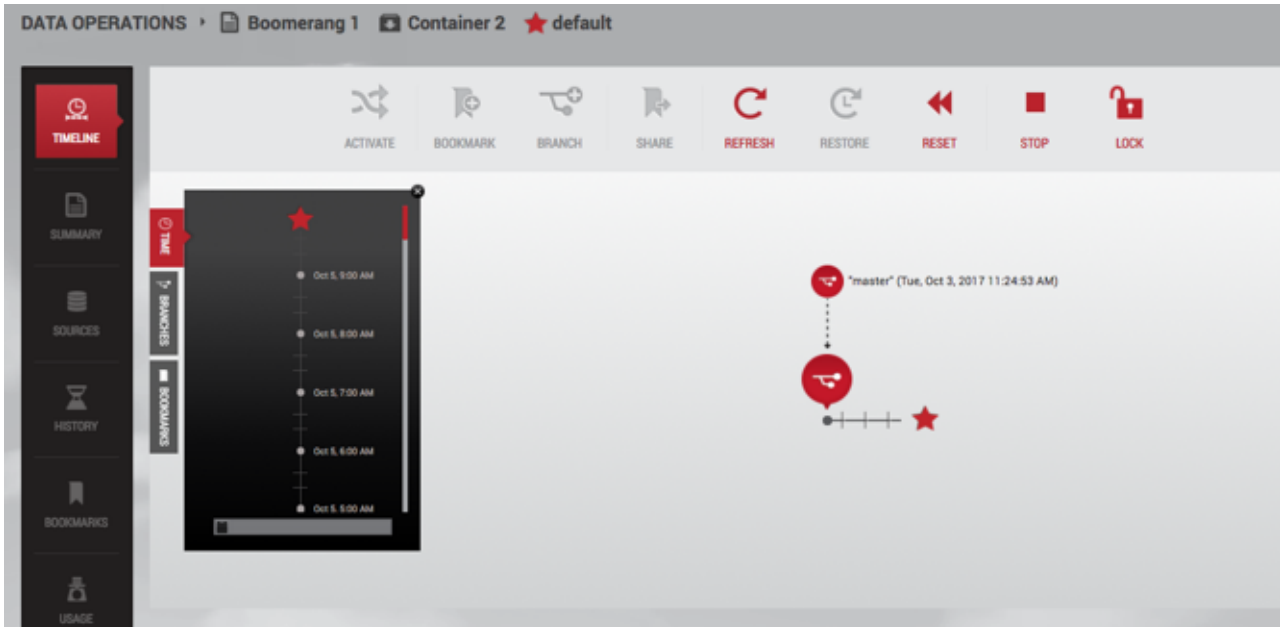 DATA OPERATIONS Boomerang 1 Container 2 default
TIMELINE
SUMMARY
SOURCES
HISTORY
BOOKMARKS
USAGE
ACTIVATE BOOKMARK BRANCH SHARE REFRESH RESTORE RESET STOP LOCK
TIME
BRANCHES
BOOKMARKS
Oct 5, 9:00 AM
Oct 5, 8:00 AM
Oct 5, 7:00 AM
Oct 5, 6:00 AM
Oct 5, 5:00 AM
"master" (Tue, Oct 3, 2017 11:24:53 AM)